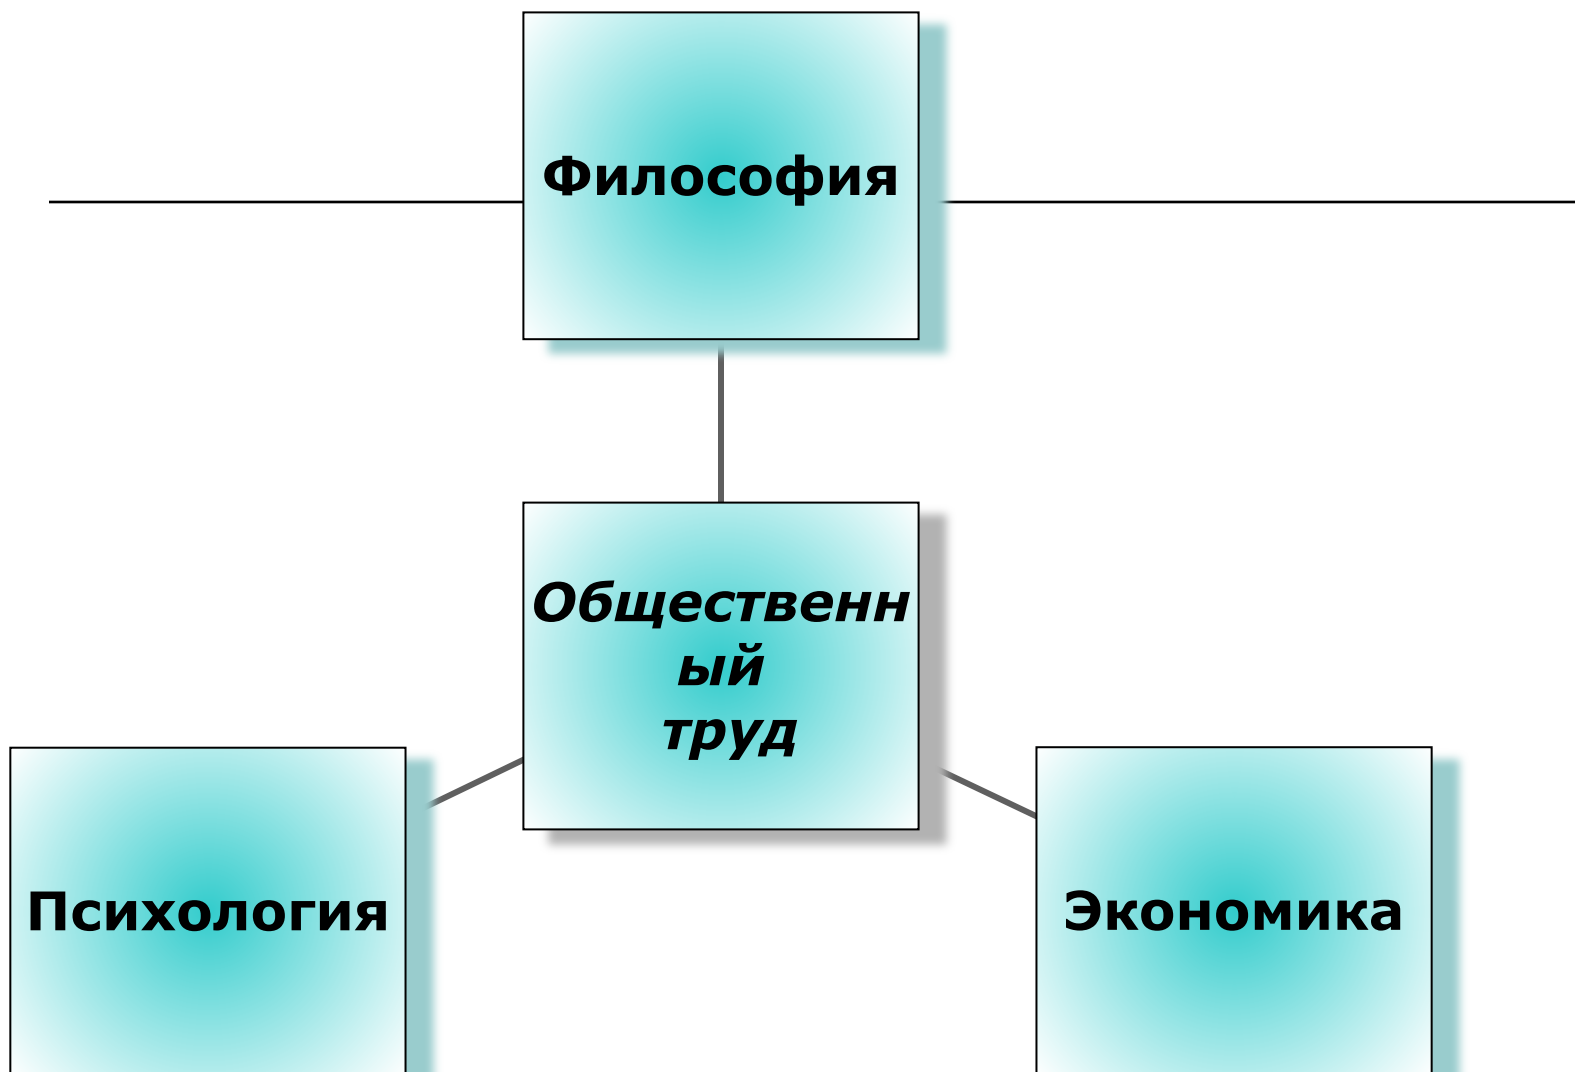 Философия
Общественн
ый
труд
Психология
Экономика